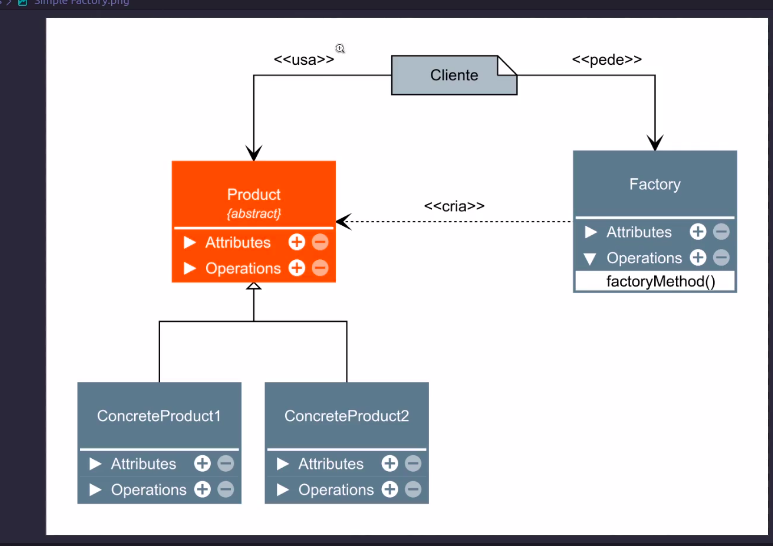 Simple Factory.png
<<usa>>
Cliente
<<pede>>
Product
{abstract}
Attributes
Operations
<<cria>>
Factory
Attributes
Operations
factoryMethod()
ConcreteProduct1
Attributes
Operations
ConcreteProduct2
Attributes
Operations